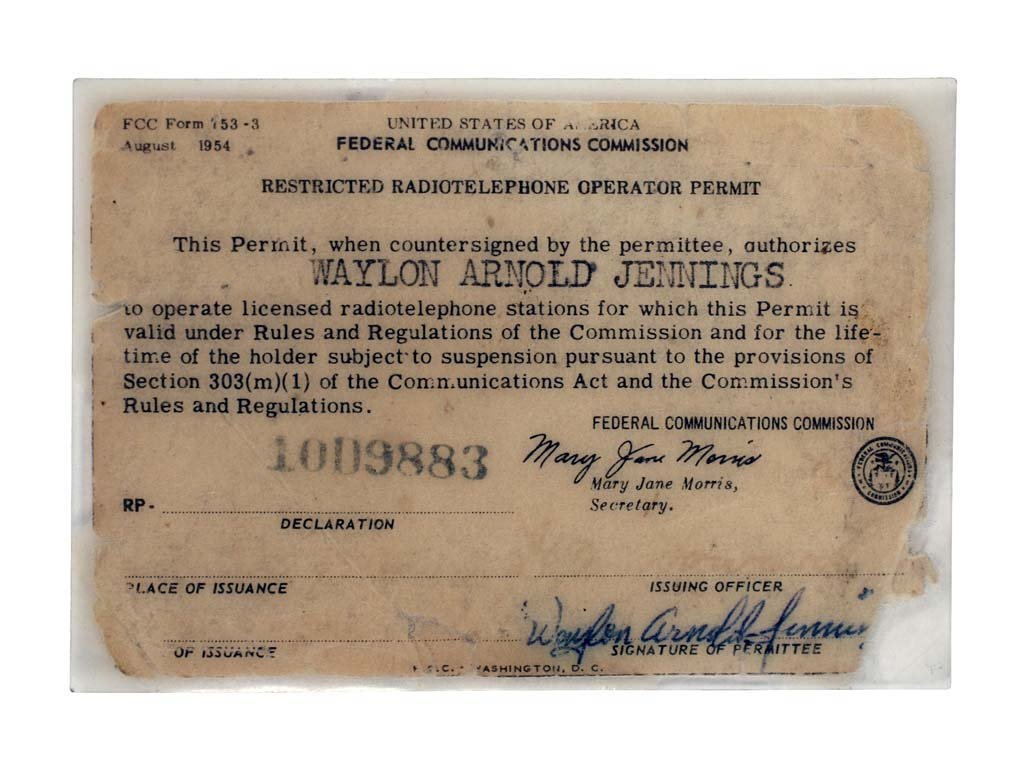 FCC Form 753-3
August 1954
UNITED STATES OF AMERICA
FEDERAL COMMUNICATIONS COMMISSION
RESTRICTED RADIOTELEPHONE OPERATOR PERMIT
This Permit, when countersigned by the permittee, authorizes
WAYLON ARNOLD JENNINGS
to operate licensed radiotelephone stations for which this Permit is
valid under Rules and Regulations of the Commission and for the life-
time of the holder subject to suspension pursuant to the provisions of
Section 303(m)(1) of the Communications Act and the Commission's
Rules and Regulations.
FEDERAL COMMUNICATIONS COMMISSION
Mary Jane Morris
Mary Jane Morris,
Secretary.
FEDERAL COMMUNICATIONS COMMISSION
10D9883
RP-
DECLARATION
PLACE OF ISSUANCE
ISSUING OFFICER
Waylon Arnold Jennings
OF ISSUANCE
SIGNATURE OF PERMITTEE
WASHINGTON, D. C.